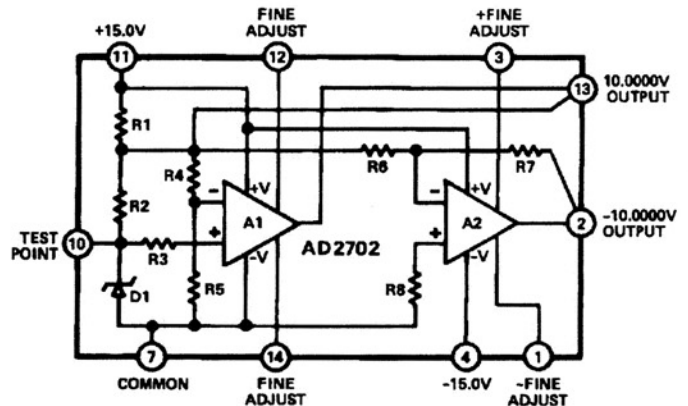 FINE
ADJUST
+FINE
ADJUST
+15.0V
11
12
3
13
10.0000V
OUTPUT
R1
R4
R6
R7
R2
+V
-
A1
+
-V
+V
-
A2
+
-V
2
-10.0000V
OUTPUT
TEST
POINT
10
R3
AD2702
D1
R5
R8
7
14
4
1
COMMON
FINE
ADJUST
-15.0V
~FINE
ADJUST